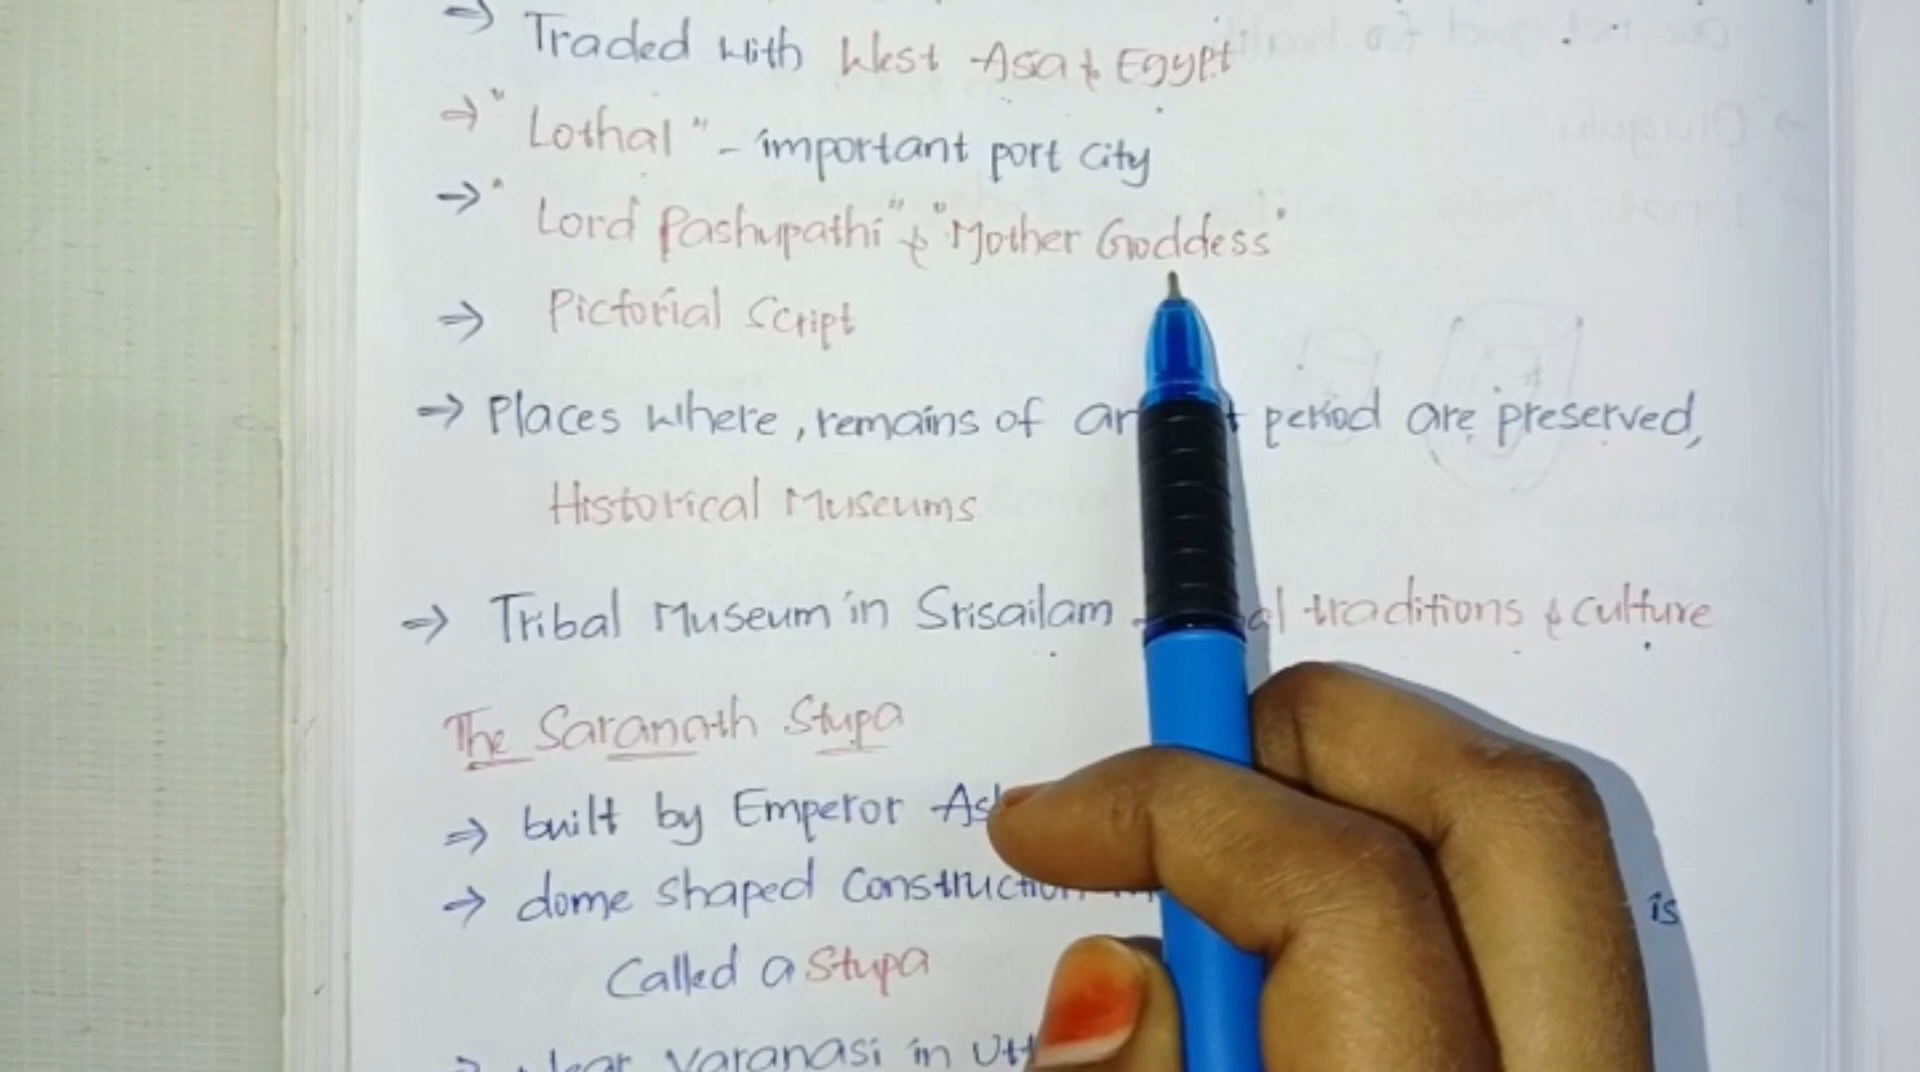 → Traded with West Asia & Egypt
→ "Lothal" - important port city
→ "Lord Pashupathi" & "Mother Goddess"
→ Pictorial Script
→ Places where, remains of period are preserved,
Historical Museums
→ Tribal Museum in Srisailam traditions & culture
The Saranath Stupa
→ built by Emperor
→ dome shaped Construction is
Called a Stupa
→ Near Varanasi in